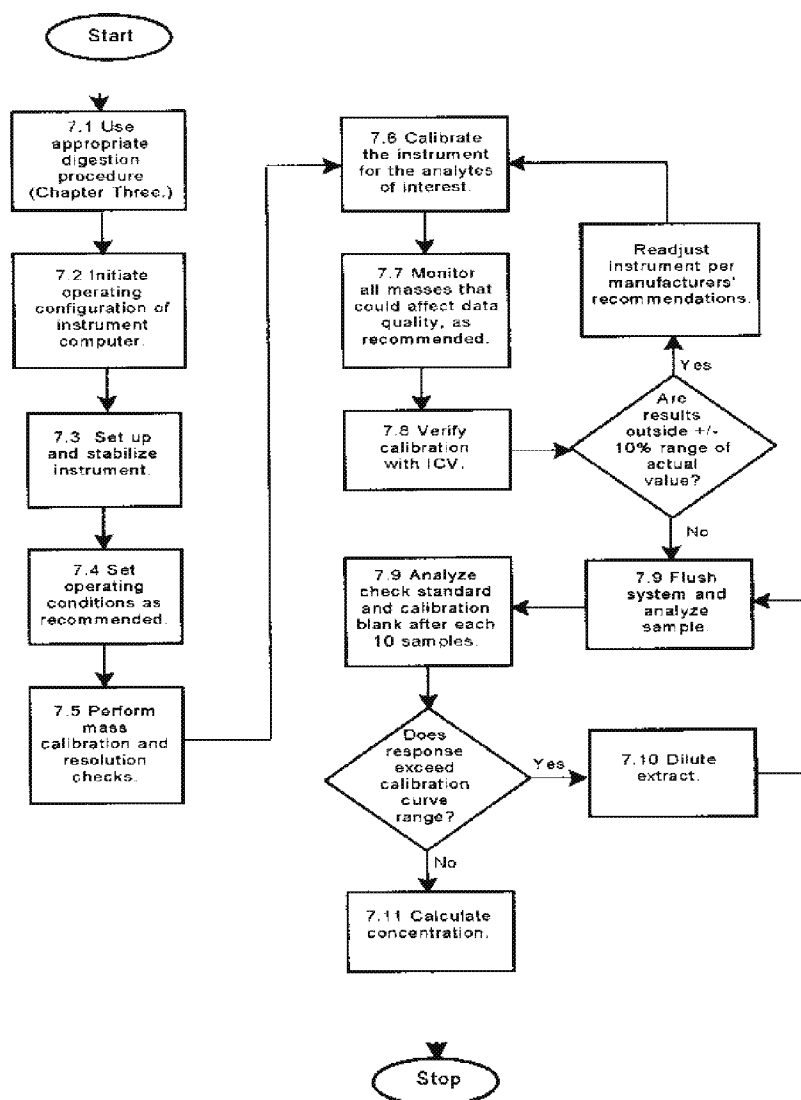 Start
7.1 Use
appropriate
digestion
procedure
(Chapter Three.)
7.2 Initiate
operating
configuration of
instrument
computer.
7.3 Set up
and stabilize
instrument.
7.4 Set
operating
conditions as
recommended.
7.5 Perform
mass
calibration and
resolution
checks.
7.6 Calibrate
the instrument
for the analytes
of interest.
7.7 Monitor
all masses that
could affect data
quality, as
recommended.
7.8 Verify
calibration
with ICV.
Are
results
outside +/-
10% range of
actual
value?
Yes
Readjust
instrument per
manufacturers'
recommendations.
No
7.9 Flush
system and
analyze
sample.
7.9 Analyze
check standard
and calibration
blank after each
10 samples.
Does
response
exceed
calibration
curve
range?
Yes
7.10 Dilute
extract.
No
7.11 Calculate
concentration.
Stop